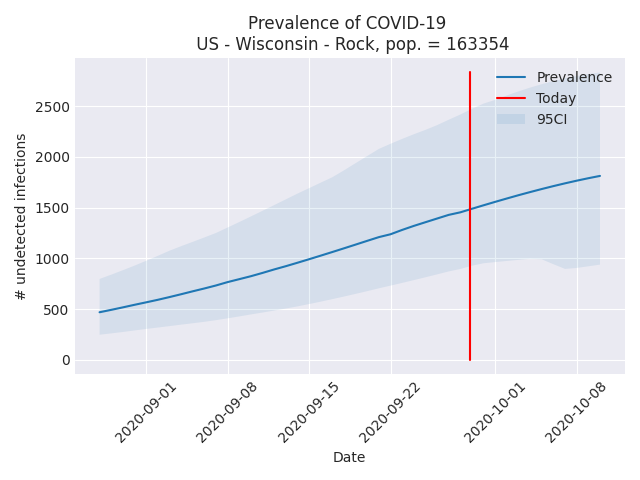 Prevalence of COVID-19
US - Wisconsin - Rock, pop. = 163354
Prevalence
Today
95CI
# undetected infections
2500
2000
1500
1000
500
0
2020-09-01
2020-09-08
2020-09-15
2020-09-22
2020-10-01
2020-10-08
Date